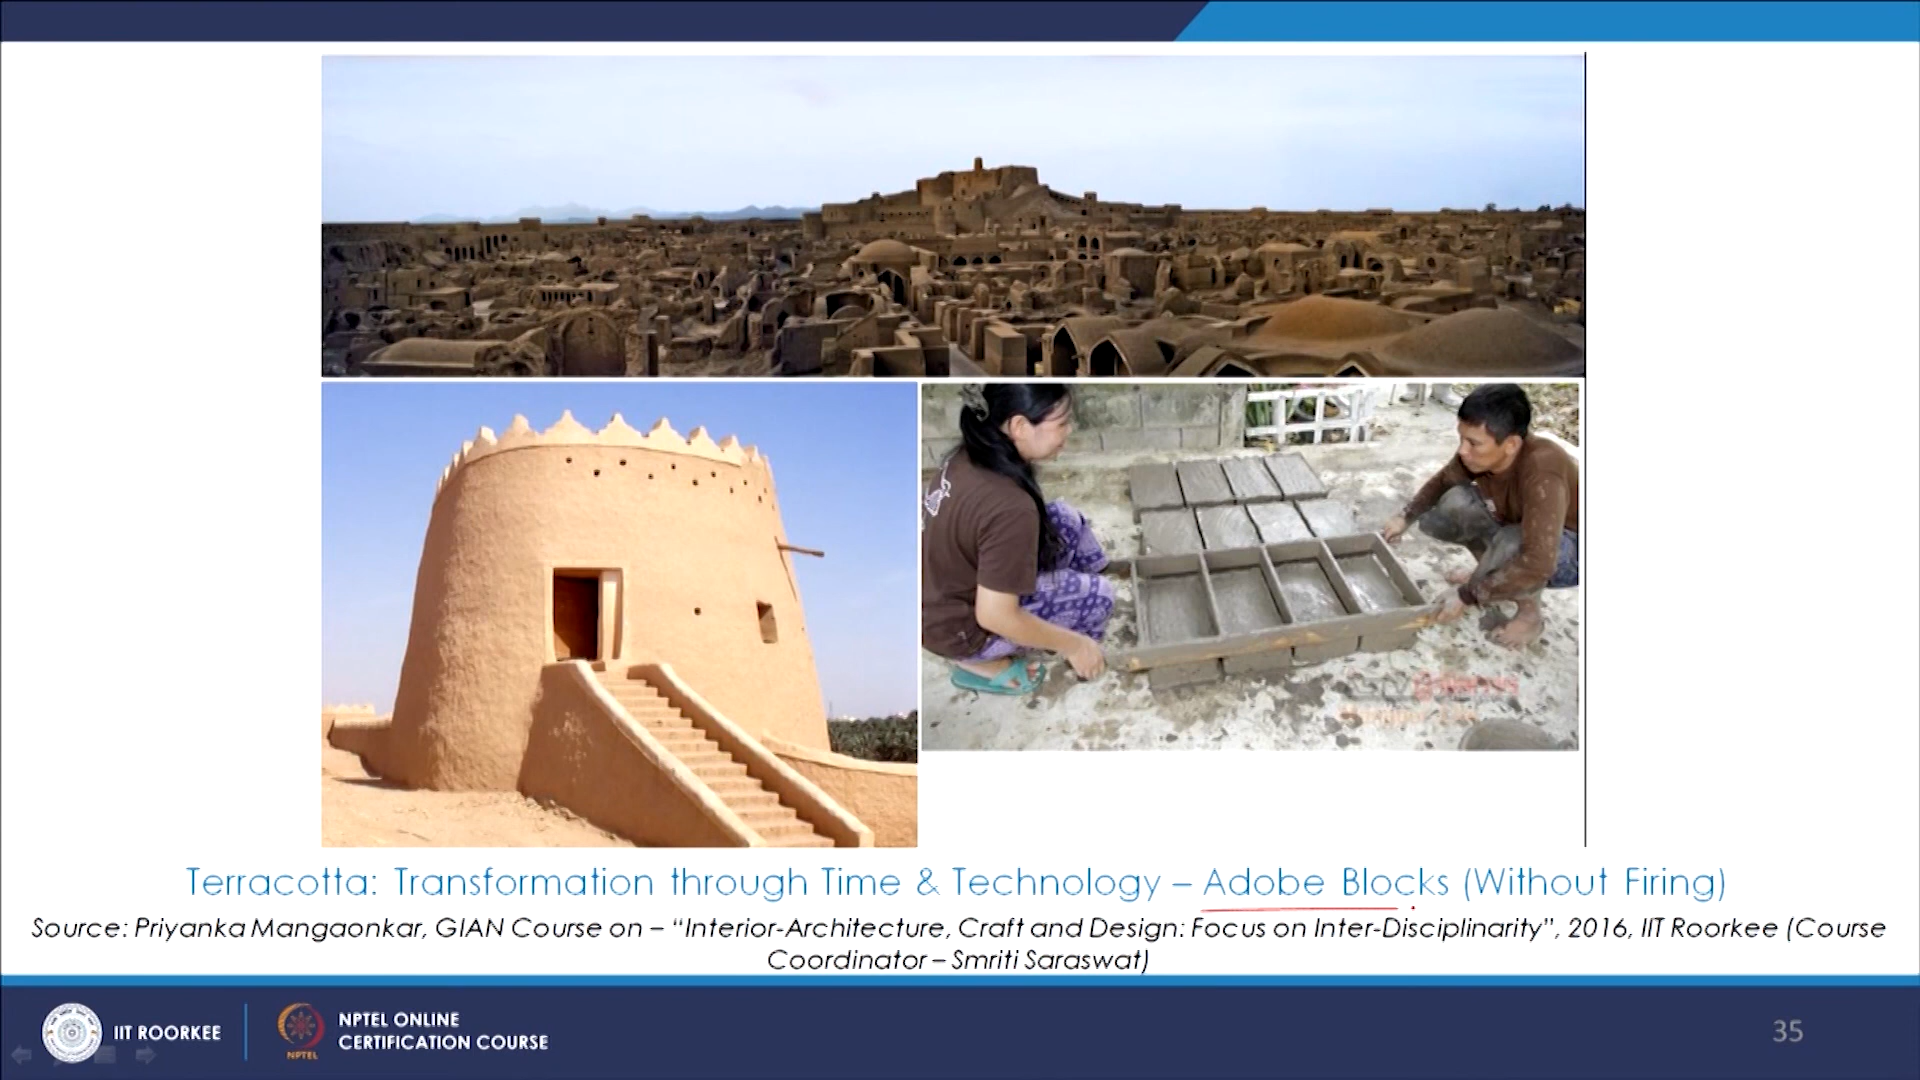 Terracotta: Transformation through Time & Technology – Adobe Blocks (Without Firing)
Source: Priyanka Mangaonkar, GIAN Course on – “Interior-Architecture, Craft and Design: Focus on Inter-Disciplinarity”, 2016, IIT Roorkee (Course
Coordinator – Smriti Saraswat)
IIT ROORKEE
NPTEL
NPTEL ONLINE
CERTIFICATION COURSE
35